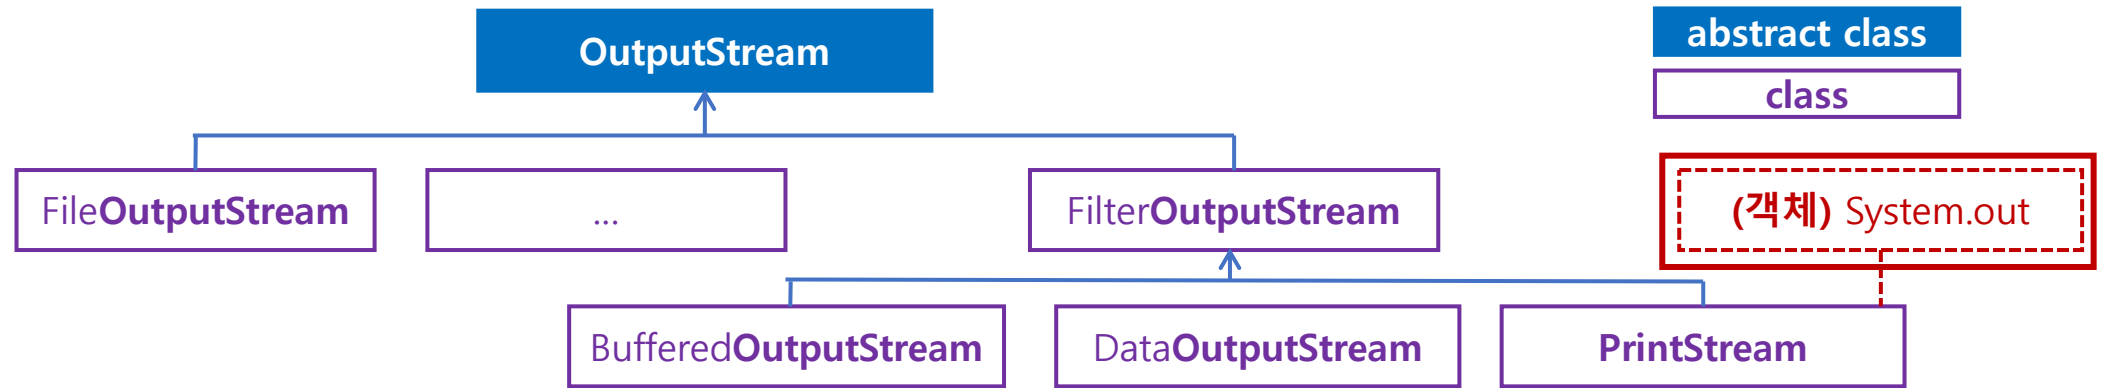 OutputStream
abstract class
class
FileOutputStream
...
FilterOutputStream
(객체) System.out
BufferedOutputStream
DataOutputStream
PrintStream